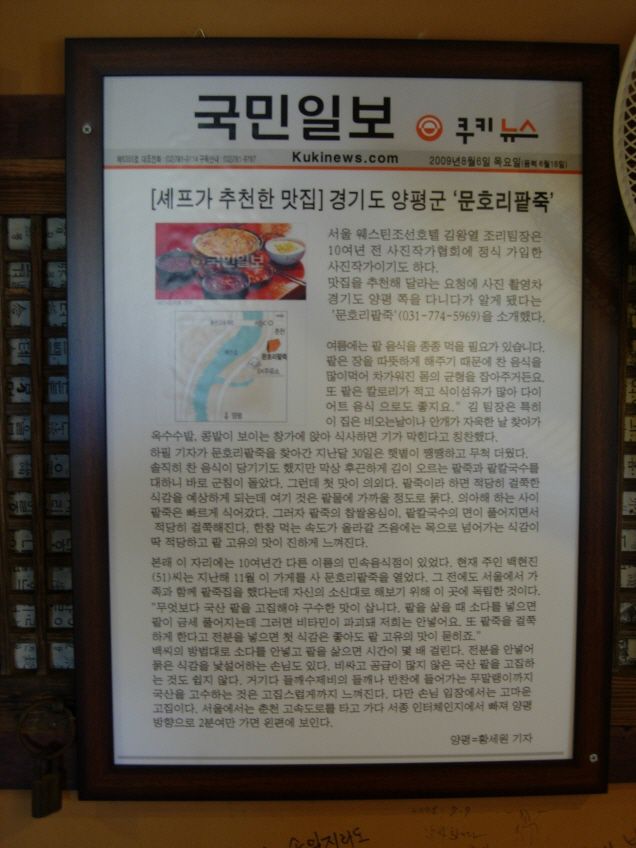 국민일보 쿠키뉴스
Kukinews.com 2009년8월6일 목요일(음력 6월16일)
[셰프가 추천한 맛집] 경기도 양평군 '문호리팥죽'
국민일보
문호리팥죽
서울 웨스틴조선호텔 김왕열 조리팀장은
10여년 전 사진작가협회에 정식 가입한
사진작가이기도 하다.
맛집을 추천해 달라는 요청에 사진 촬영차
경기도 양평 쪽을 다니다가 알게 됐다는
'문호리팥죽'(031-774-5969)을 소개했다.
여름에는 팥 음식을 종종 먹을 필요가 있습니다.
팥은 장을 따뜻하게 해주기 때문에 찬 음식을
많이먹어 차가워진 몸의 균형을 잡아주거든요.
또 팥은 칼로리가 적고 식이섬유가 많아 다이
어트 음식 으로도 좋지요." 김 팀장은 특히
이 집은 비오는날이나 안개가 자욱한 날 찾아가
옥수수밭, 콩밭이 보이는 창가에 앉아 식사하면 기가 막힌다고 칭찬했다.
하필 기자가 문호리팥죽을 찾아간 지난달 30일은 햇볕이 쨍쨍하고 무척 더웠다.
솔직히 찬 음식이 당기기도 했지만 막상 후끈하게 김이 오르는 팥죽과 팥칼국수를
대하니 바로 군침이 돌았다. 그런데 첫 맛이 의외다. 팥죽이라 하면 적당히 걸쭉한
식감을 예상하게 되는데 여기 것은 팥물에 가까울 정도로 묽다. 의아해 하는 사이
팥죽은 빠르게 식어갔다. 그러자 팥죽의 찹쌀옹심이, 팥칼국수의 면이 풀어지면서
적당히 걸쭉해진다. 한참 먹는 속도가 올라갈 즈음에는 목으로 넘어가는 식감이
딱 적당하고 팥 고유의 맛이 진하게 느껴진다.
본래 이 자리에는 10여년간 다른 이름의 민속음식점이 있었다. 현재 주인 백현진
(51)씨는 지난해 11월 이 가게를 사 문호리팥죽을 열었다. 그 전에도 서울에서 가
족과 함께 팥죽집을 했다는데 자신의 소신대로 해보기 위해 이 곳에 독립한 것이다.
"무엇보다 국산 팥을 고집해야 구수한 맛이 삽니다. 팥을 삶을 때 소다를 넣으면
팥이 금세 풀어지는데 그러면 비타민이 파괴돼 저희는 안넣어요. 또 팥죽을 걸쭉
하게 한다고 전분을 넣으면 첫 식감은 좋아도 팥 고유의 맛이 묻히죠."
백씨의 방법대로 소다를 안넣고 팥을 삶으면 시간이 몇 배 걸린다. 전분을 안넣어
묽은 식감을 낯설어하는 손님도 있다. 비싸고 공급이 많지 않은 국산 팥을 고집하
는 것도 쉽지 않다. 거기다 들깨수제비의 들깨나 반찬에 들어가는 무말랭이까지
국산을 고수하는 것은 고집스럽게까지 느껴진다. 다만 손님 입장에서는 고마운
고집이다. 서울에서는 춘천 고속도로를 타고 가다 서종 인터체인지에서 빠져 양평
방향으로 2분여만 가면 왼편에 보인다.
양평=황세원 기자